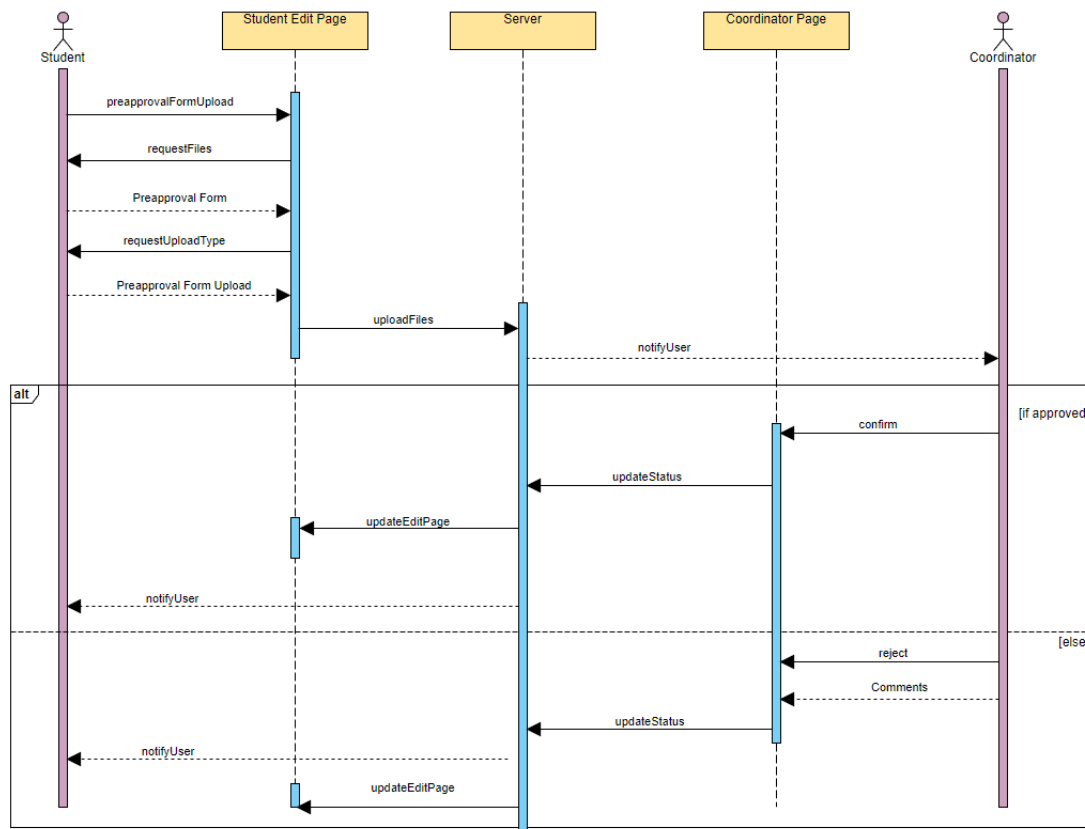 Student Edit Page
Server
Coordinator Page
Student
Coordinator
preapprovalFormUpload
requestFiles
Preapproval Form
requestUploadType
Preapproval Form Upload
uploadFiles
notifyUser
alt
[if approved
confirm
updateStatus
updateEditPage
notifyUser
[else
reject
Comments
updateStatus
notifyUser
updateEditPage